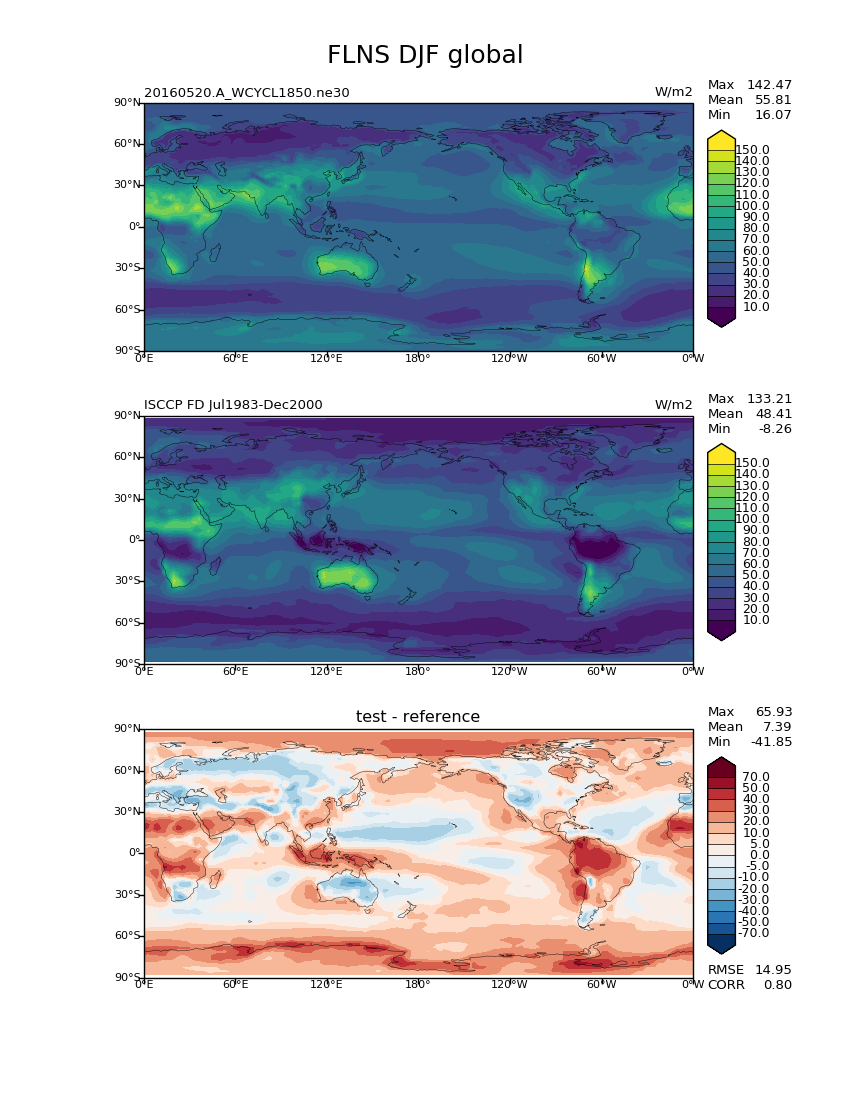 FLNS DJF global
20160520.A_WCYCL1850.ne30
W/m2
Max 142.47
Mean 55.81
Min 16.07
90°N
60°N
30°N
0°
30°S
60°S
90°S
0°E 60°E 120°E 180° 120°W 60°W 0°W
150.0
140.0
130.0
120.0
110.0
100.0
90.0
80.0
70.0
60.0
50.0
40.0
30.0
20.0
10.0
ISCCP FD Jul1983-Dec2000
W/m2
Max 133.21
Mean 48.41
Min -8.26
90°N
60°N
30°N
0°
30°S
60°S
90°S
0°E 60°E 120°E 180° 120°W 60°W 0°W
150.0
140.0
130.0
120.0
110.0
100.0
90.0
80.0
70.0
60.0
50.0
40.0
30.0
20.0
10.0
test - reference
Max 65.93
Mean 7.39
Min -41.85
90°N
60°N
30°N
0°
30°S
60°S
90°S
0°E 60°E 120°E 180° 120°W 60°W 0°W
70.0
50.0
40.0
30.0
20.0
10.0
5.0
0.0
-5.0
-10.0
-20.0
-30.0
-40.0
-50.0
-70.0
RMSE 14.95
CORR 0.80